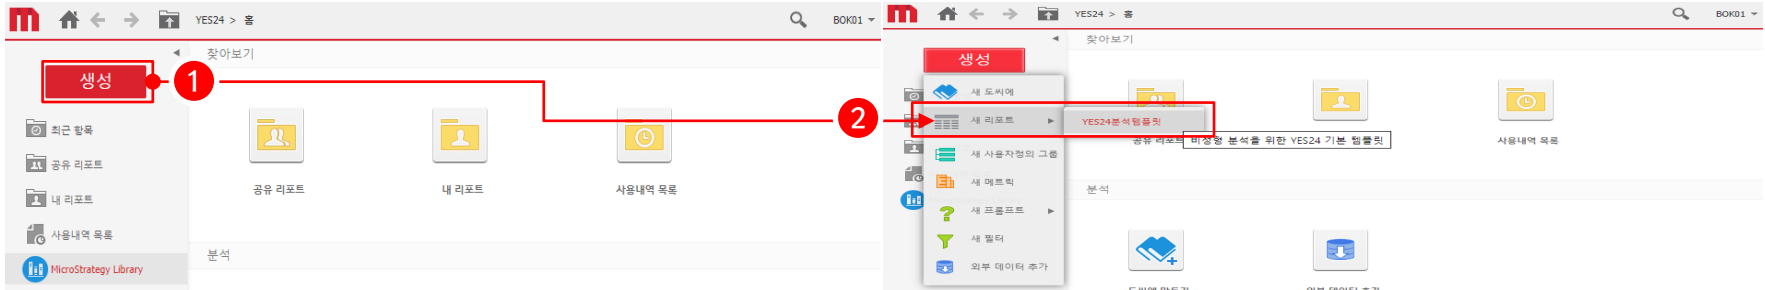 YES24 > 홈
BOK01
찾아보기
생성
1
최근 항목
공유 리포트
내 리포트
사용내역 목록
MicroStrategy Library
공유 리포트
내 리포트
사용내역 목록
분석
YES24 > 홈
BOK01
찾아보기
생성
새 도씨에
2
새 리포트
YES24분석템플릿
공유 리포트
비정형 분석을 위한 YES24 기본 템플릿
사용내역 목록
새 사용자정의 그룹
새 메트릭
분석
새 프롬프트
새 필터
외부 데이터 추가